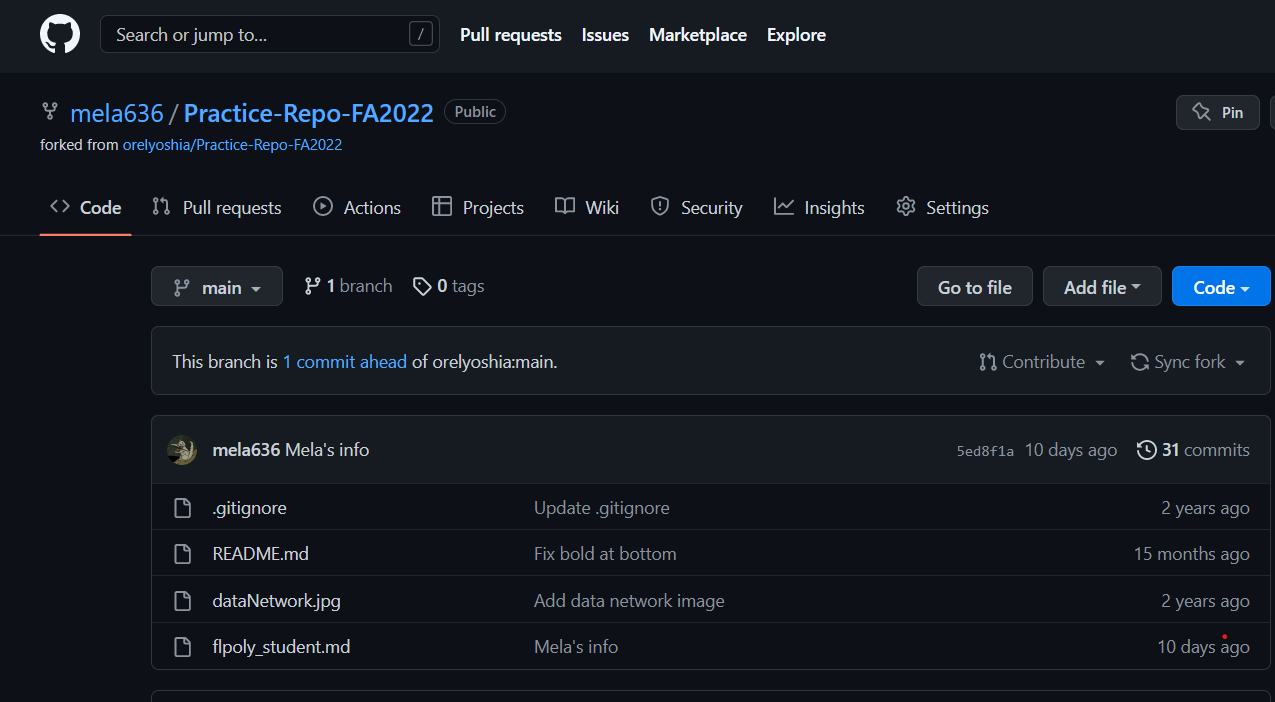 Search or jump to... / Pull requests Issues Marketplace Explore
mela636 / Practice-Repo-FA2022 Public Pin
forked from orelyoshia/Practice-Repo-FA2022
Code Pull requests Actions Projects Wiki Security Insights Settings
main 1 branch 0 tags Go to file Add file Code
This branch is 1 commit ahead of orelyoshia:main. Contribute Sync fork
mela636 Mela's info 5ed8f1a 10 days ago 31 commits
.gitignore Update .gitignore 2 years ago
README.md Fix bold at bottom 15 months ago
dataNetwork.jpg Add data network image 2 years ago
flpoly_student.md Mela's info 10 days ago